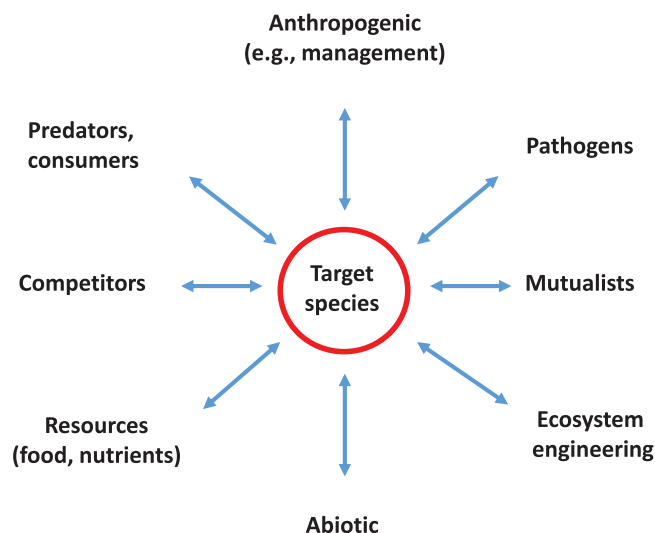 Anthropogenic
(e.g., management)
Predators,
consumers
Pathogens
Competitors
Target
species
Mutualists
Resources
(food, nutrients)
Ecosystem
engineering
Abiotic